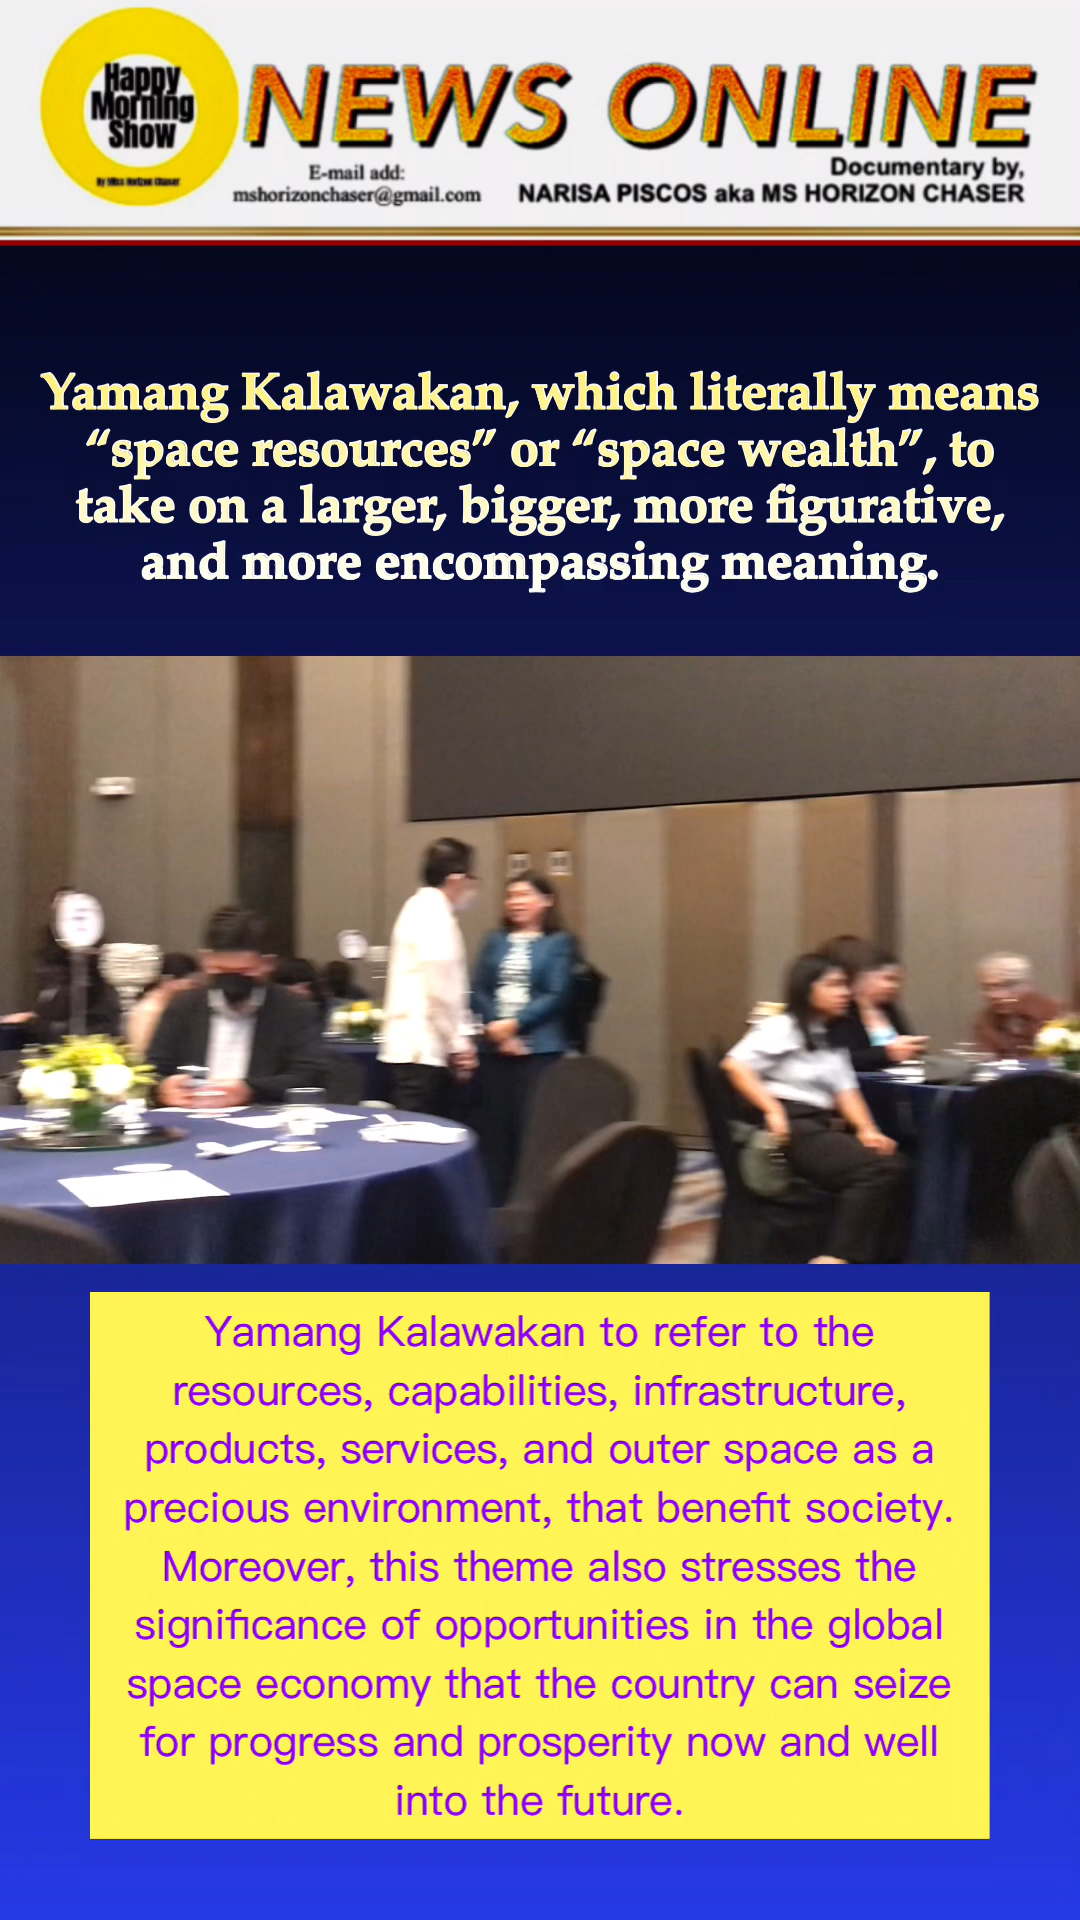 Happy
Morning
Show
By Miss Horizon Chaser
NEWS ONLINE
E-mail add:
mshorizonchaser@gmail.com
Documentary by,
NARISA PISCOS aka MS HORIZON CHASER
Yamang Kalawakan, which literally means
“space resources” or “space wealth”, to
take on a larger, bigger, more figurative,
and more encompassing meaning.
Yamang Kalawakan to refer to the
resources, capabilities, infrastructure,
products, services, and outer space as a
precious environment, that benefit society.
Moreover, this theme also stresses the
significance of opportunities in the global
space economy that the country can seize
for progress and prosperity now and well
into the future.